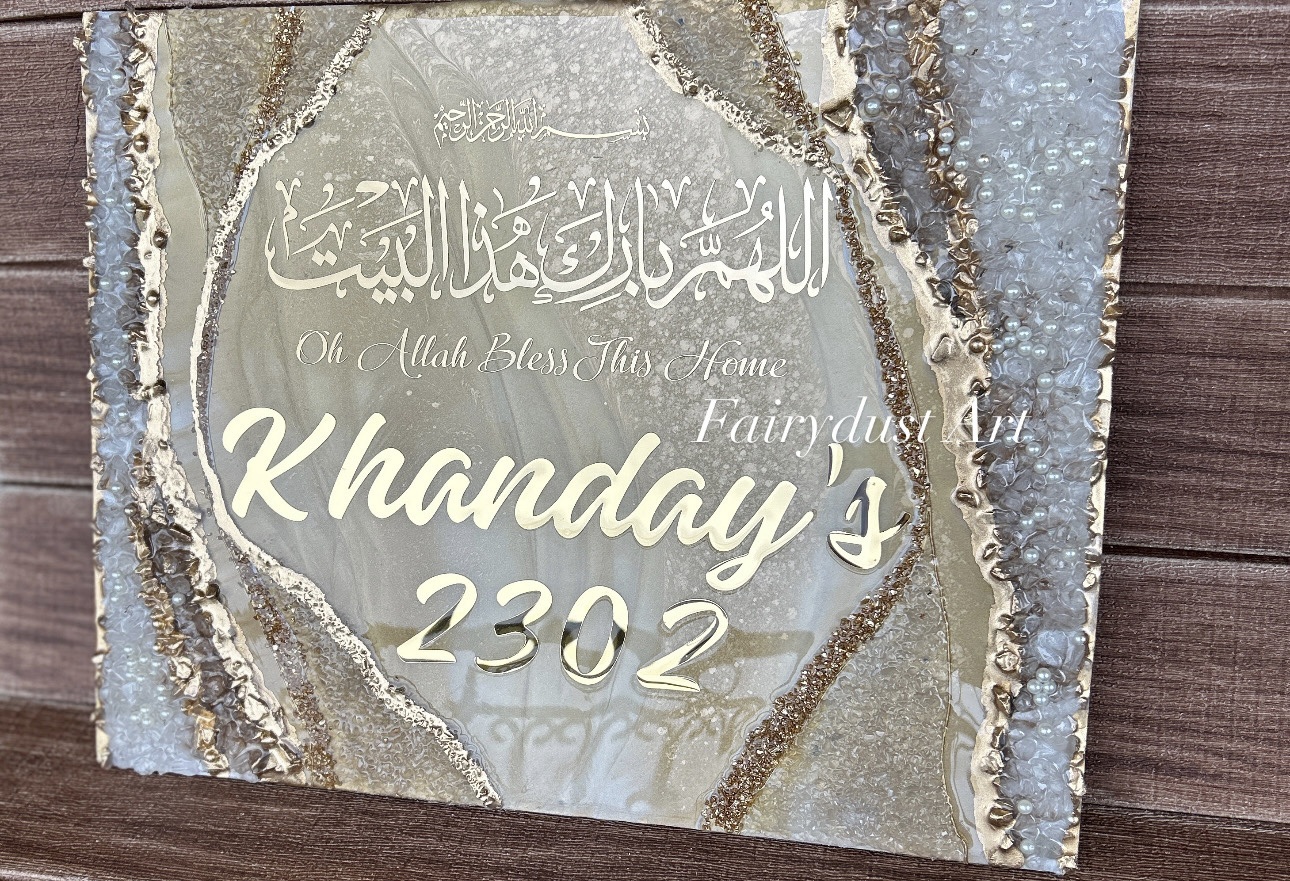 بسم الله الرحمن الرحيم
اللهم بارك هذا البيت
Oh Allah Bless This Home
Fairydust Art
Khanday's
2302